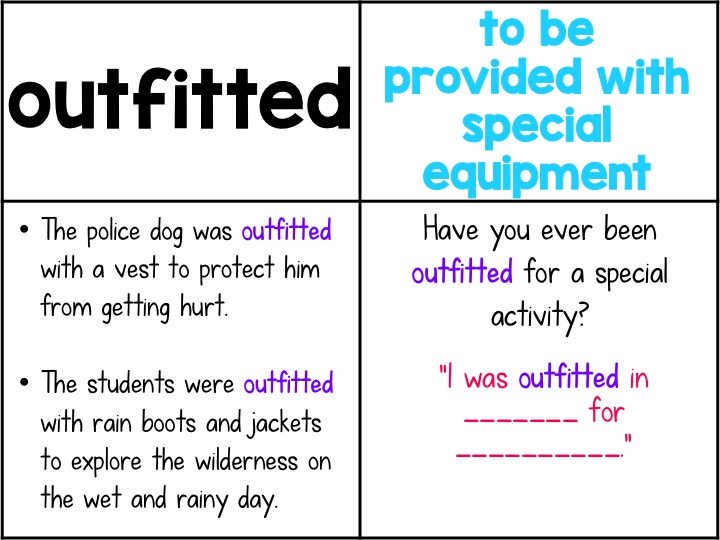 outfitted
to be
provided with
special
equipment
• The police dog was outfitted
with a vest to protect him
from getting hurt.
• The students were outfitted
with rain boots and jackets
to explore the wilderness on
the wet and rainy day.
Have you ever been
outfitted for a special
activity?
"I was outfitted in
_______ for
__________."